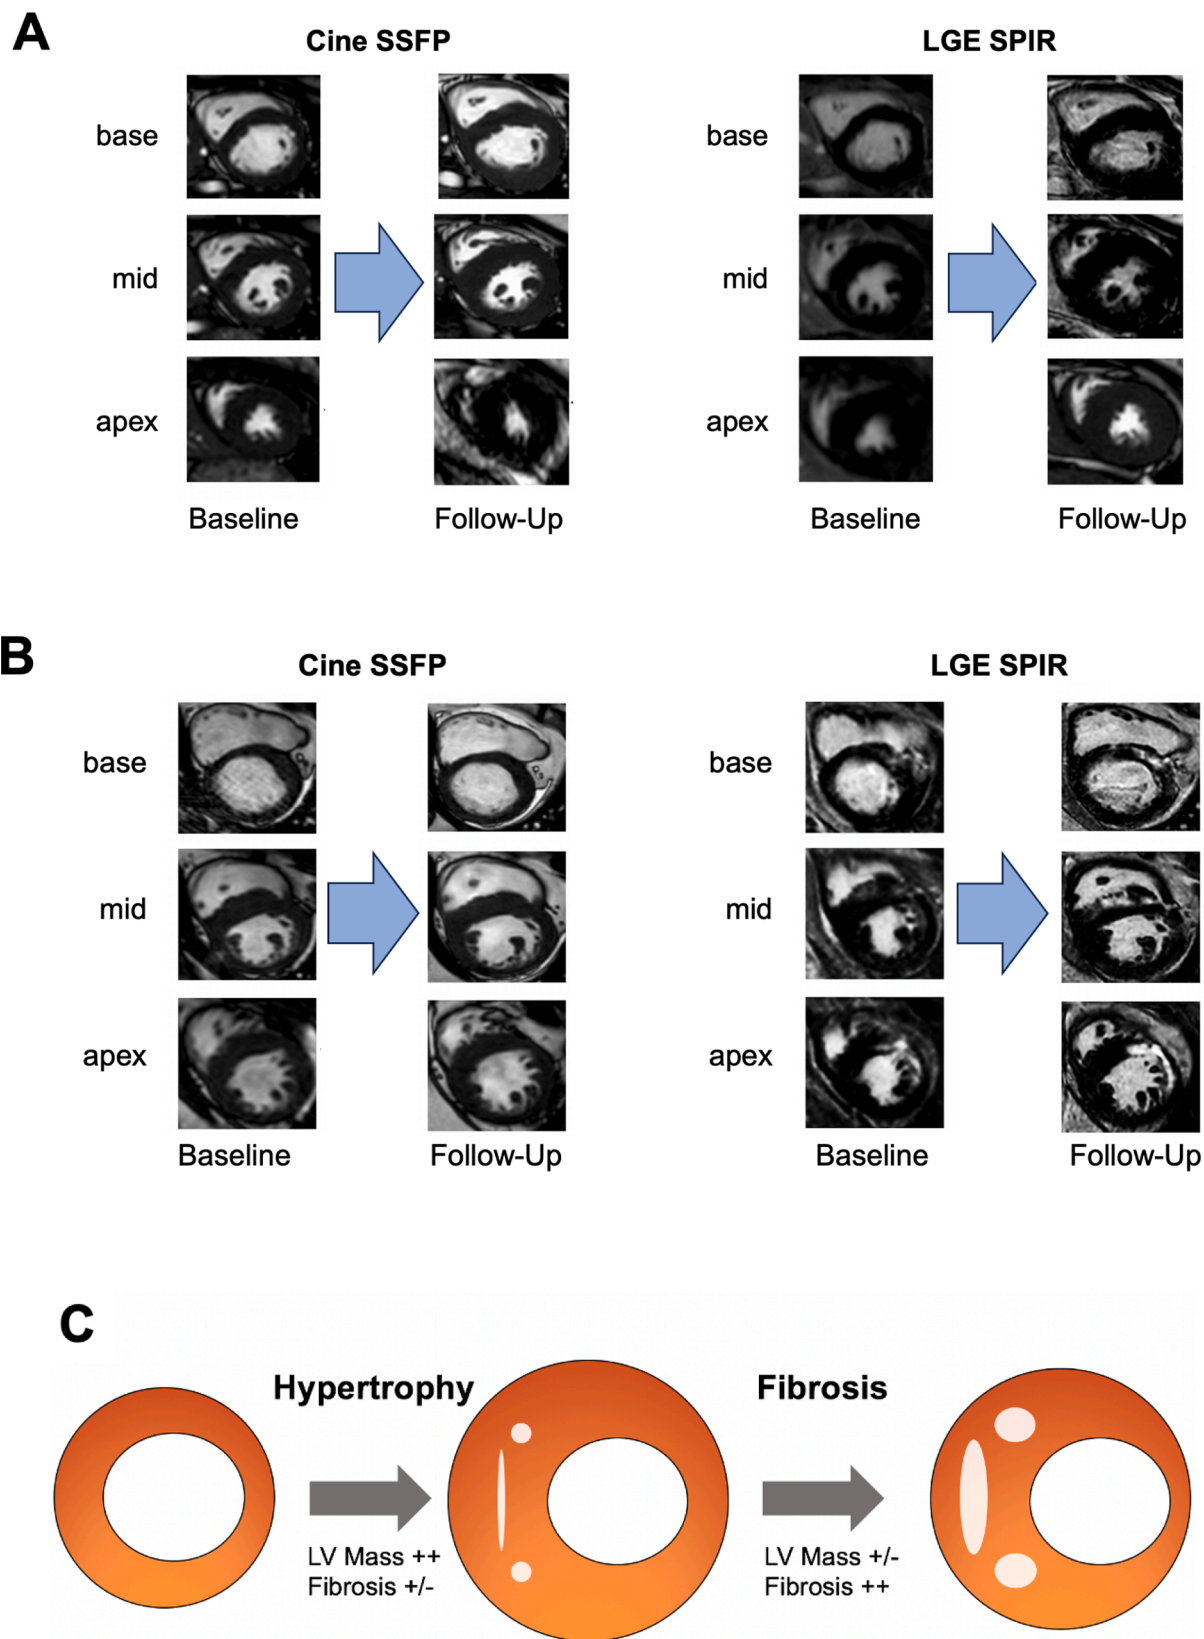 A
Cine SSFP
LGE SPIR
base
base
mid
mid
apex
apex
Baseline
Follow-Up
Baseline
Follow-Up
B
Cine SSFP
LGE SPIR
base
base
mid
mid
apex
apex
Baseline
Follow-Up
Baseline
Follow-Up
C
Hypertrophy
Fibrosis
LV Mass ++
Fibrosis +/-
LV Mass +/-
Fibrosis ++